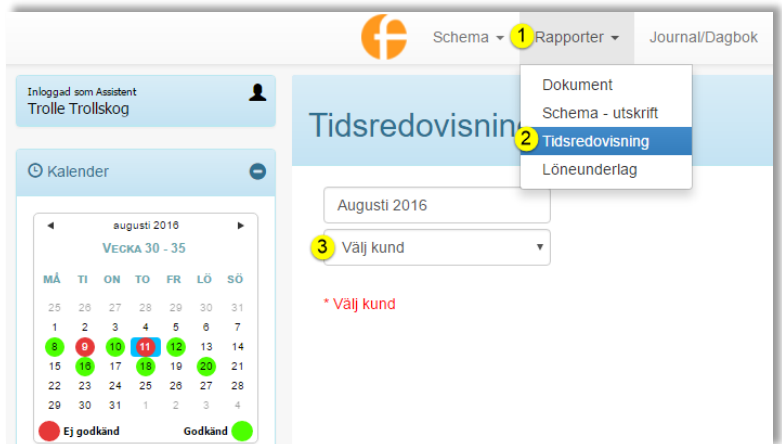 Schema 1 Rapporter Journal/Dagbok
Inloggad som Assistent
Trolle Trollskog
Dokument
Schema - utskrift
2 Tidsredovisning
Löneunderlag
Tidsredovisnin
Kalender
Augusti 2016
3 Välj kund
* Välj kund
augusti 2016
VECKA 30 - 35
MÅ TI ON TO FR LÖ SÖ
25 26 27 28 29 30 31
1 2 3 4 5 6 7
8 9 10 11 12 13 14
15 16 17 18 19 20 21
22 23 24 25 26 27 28
29 30 31 1 2 3 4
Ej godkänd Godkänd